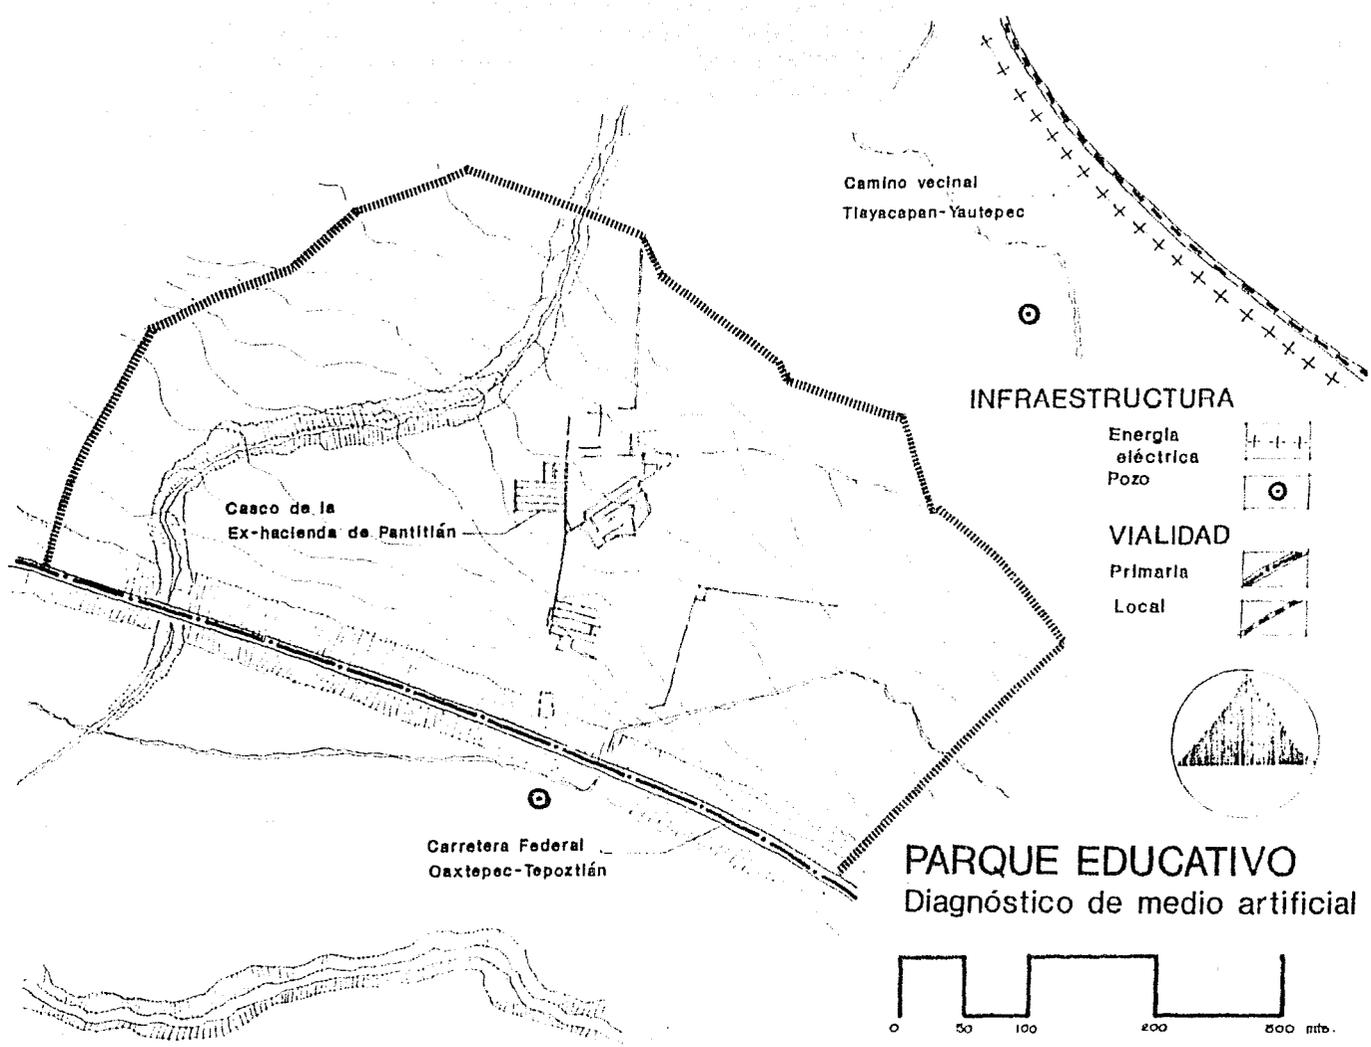 Camino vecinal
Tlayacapan-Yautepec
INFRAESTRUCTURA
Energia
eléctrica
Pozo
VIALIDAD
Primaria
Local
Casco de la
Ex-hacienda de Pantitlán
Carretera Federal
Oaxtepec-Tepoztlán
PARQUE EDUCATIVO
Diagnóstico de medio artificial
0 50 100 200 300 mts.